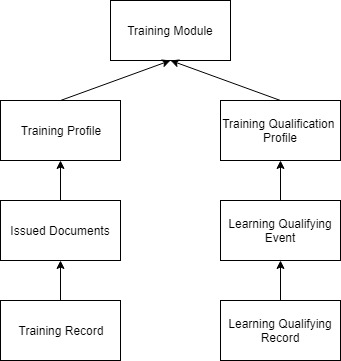 Training Module
Training Profile
Training Qualification
Profile
Issued Documents
Learning Qualifying
Event
Training Record
Learning Qualifying
Record